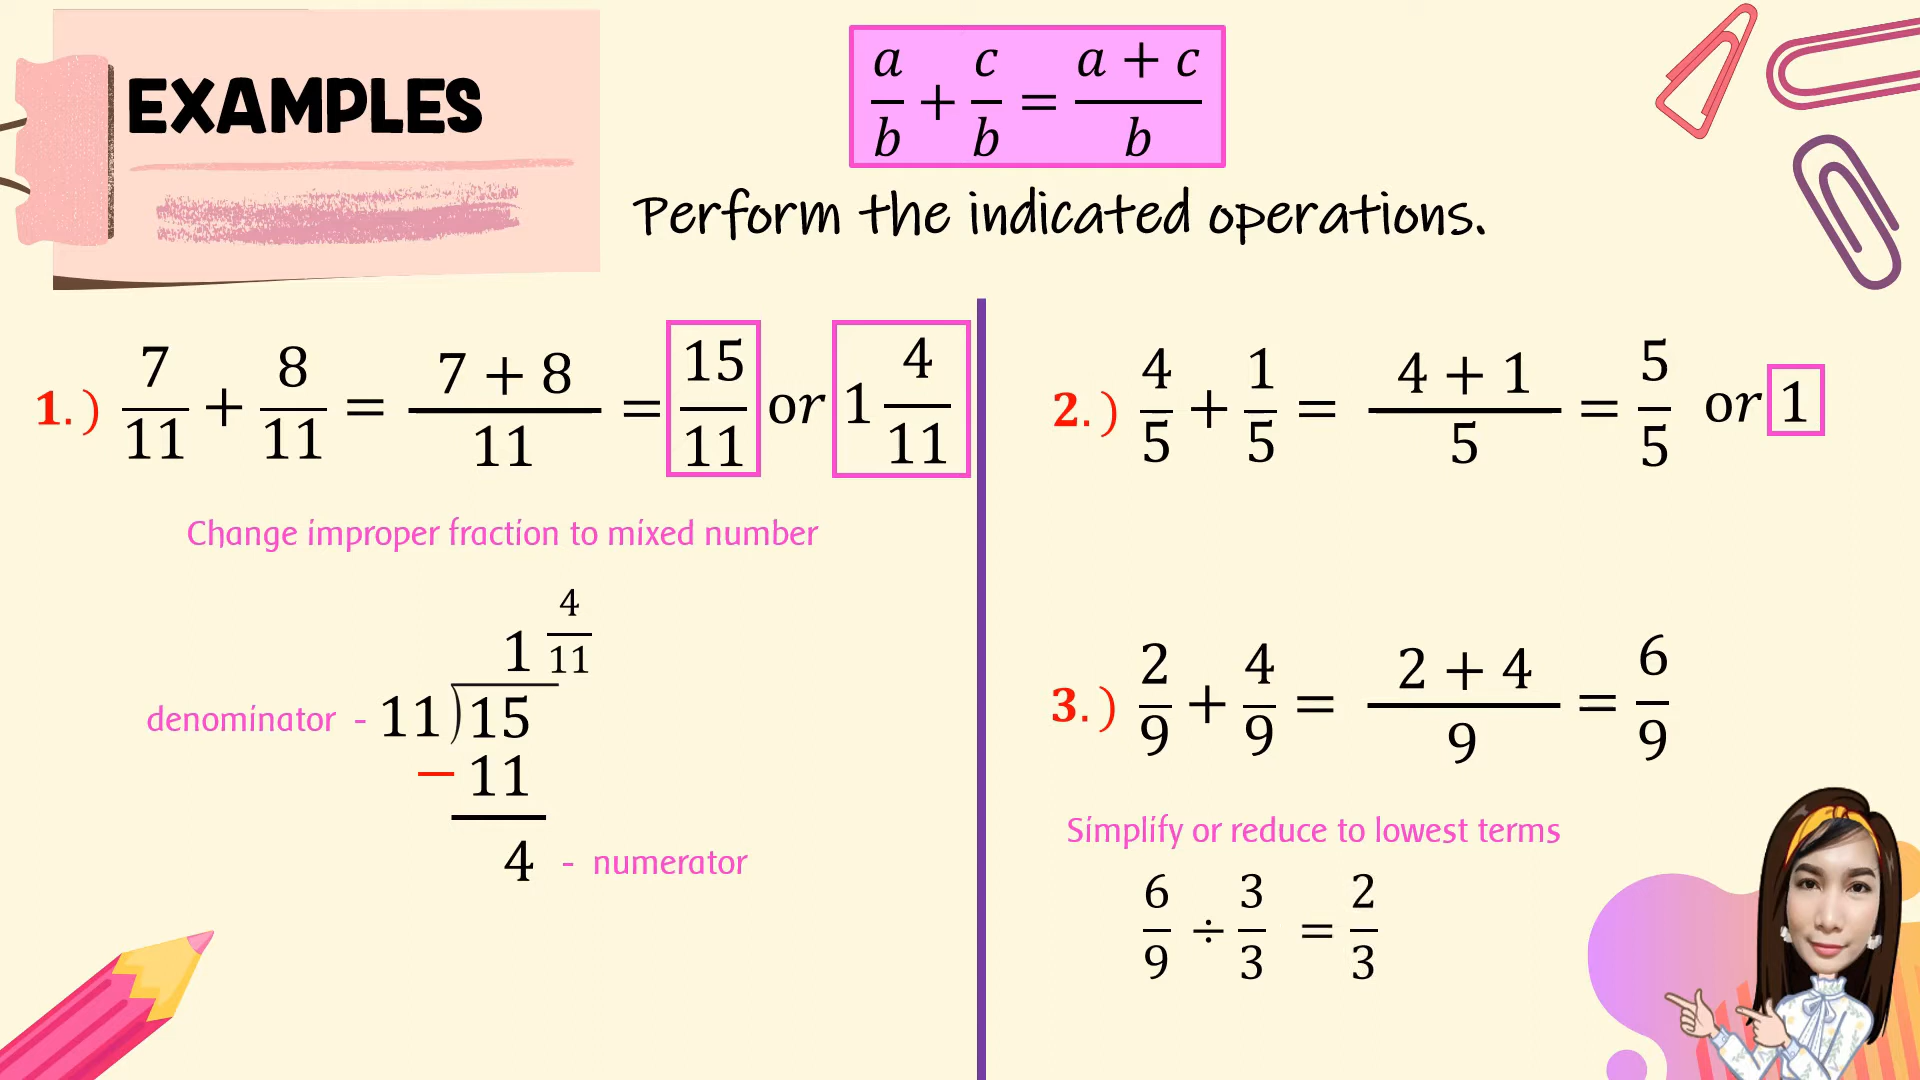 EXAMPLES
a/b + c/b = (a + c)/b
Perform the indicated operations.
1.) 7/11 + 8/11 = (7 + 8)/11 = 15/11 or 1 4/11
Change improper fraction to mixed number
1 4/11
denominator - 11)15
− 11
4 - numerator
2.) 4/5 + 1/5 = (4 + 1)/5 = 5/5 or 1
3.) 2/9 + 4/9 = (2 + 4)/9 = 6/9
Simplify or reduce to lowest terms
6/9 ÷ 3/3 = 2/3